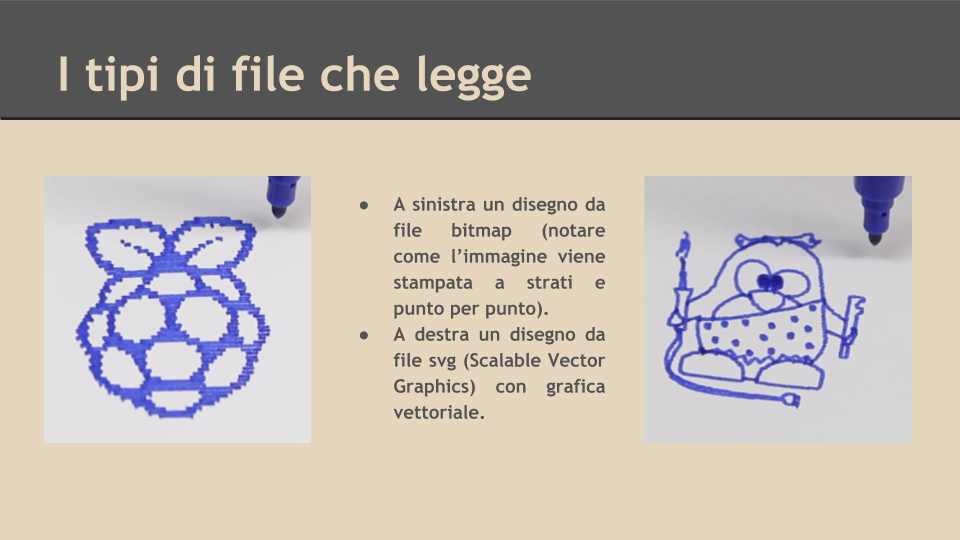 I tipi di file che legge
● A sinistra un disegno da
file bitmap (notare
come l’immagine viene
stampata a strati e
punto per punto).
● A destra un disegno da
file svg (Scalable Vector
Graphics) con grafica
vettoriale.